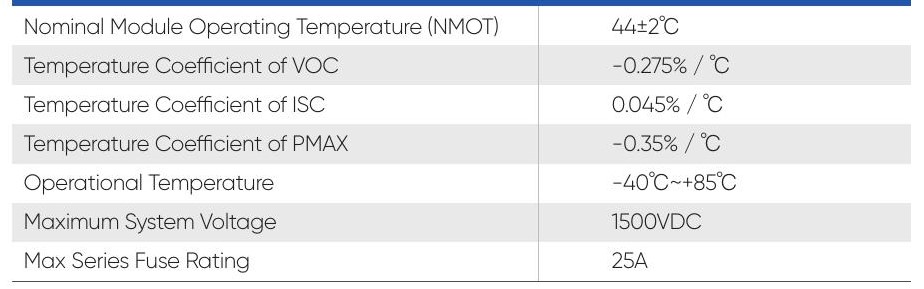 Nominal Module Operating Temperature (NMOT) 44±2℃
Temperature Coefficient of VOC -0.275% / ℃
Temperature Coefficient of ISC 0.045% / ℃
Temperature Coefficient of PMAX -0.35% / ℃
Operational Temperature -40℃~+85℃
Maximum System Voltage 1500VDC
Max Series Fuse Rating 25A